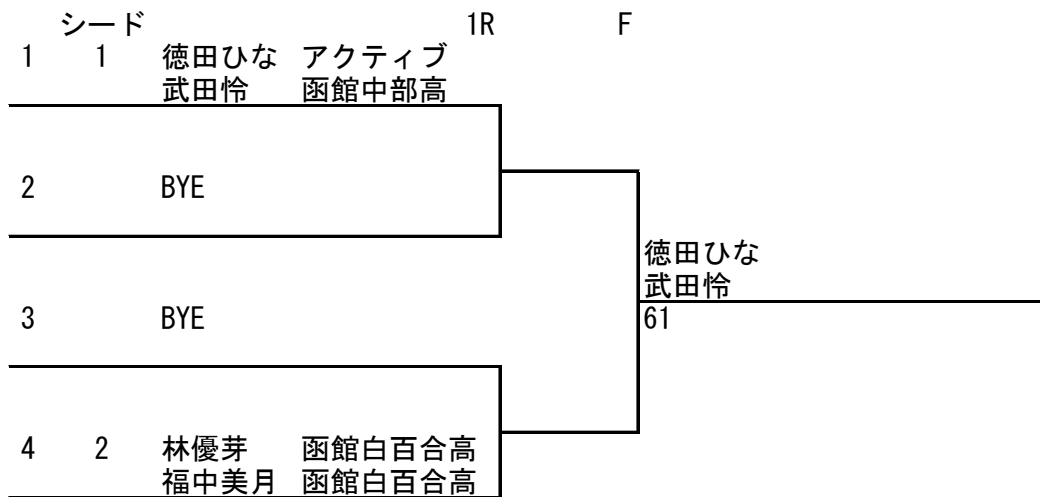 シード 1R F
1 1 徳田ひな アクティブ
武田怜 函館中部高
2 BYE
徳田ひな
武田怜
3 BYE 61
4 2 林優芽 函館白百合高
福中美月 函館白百合高